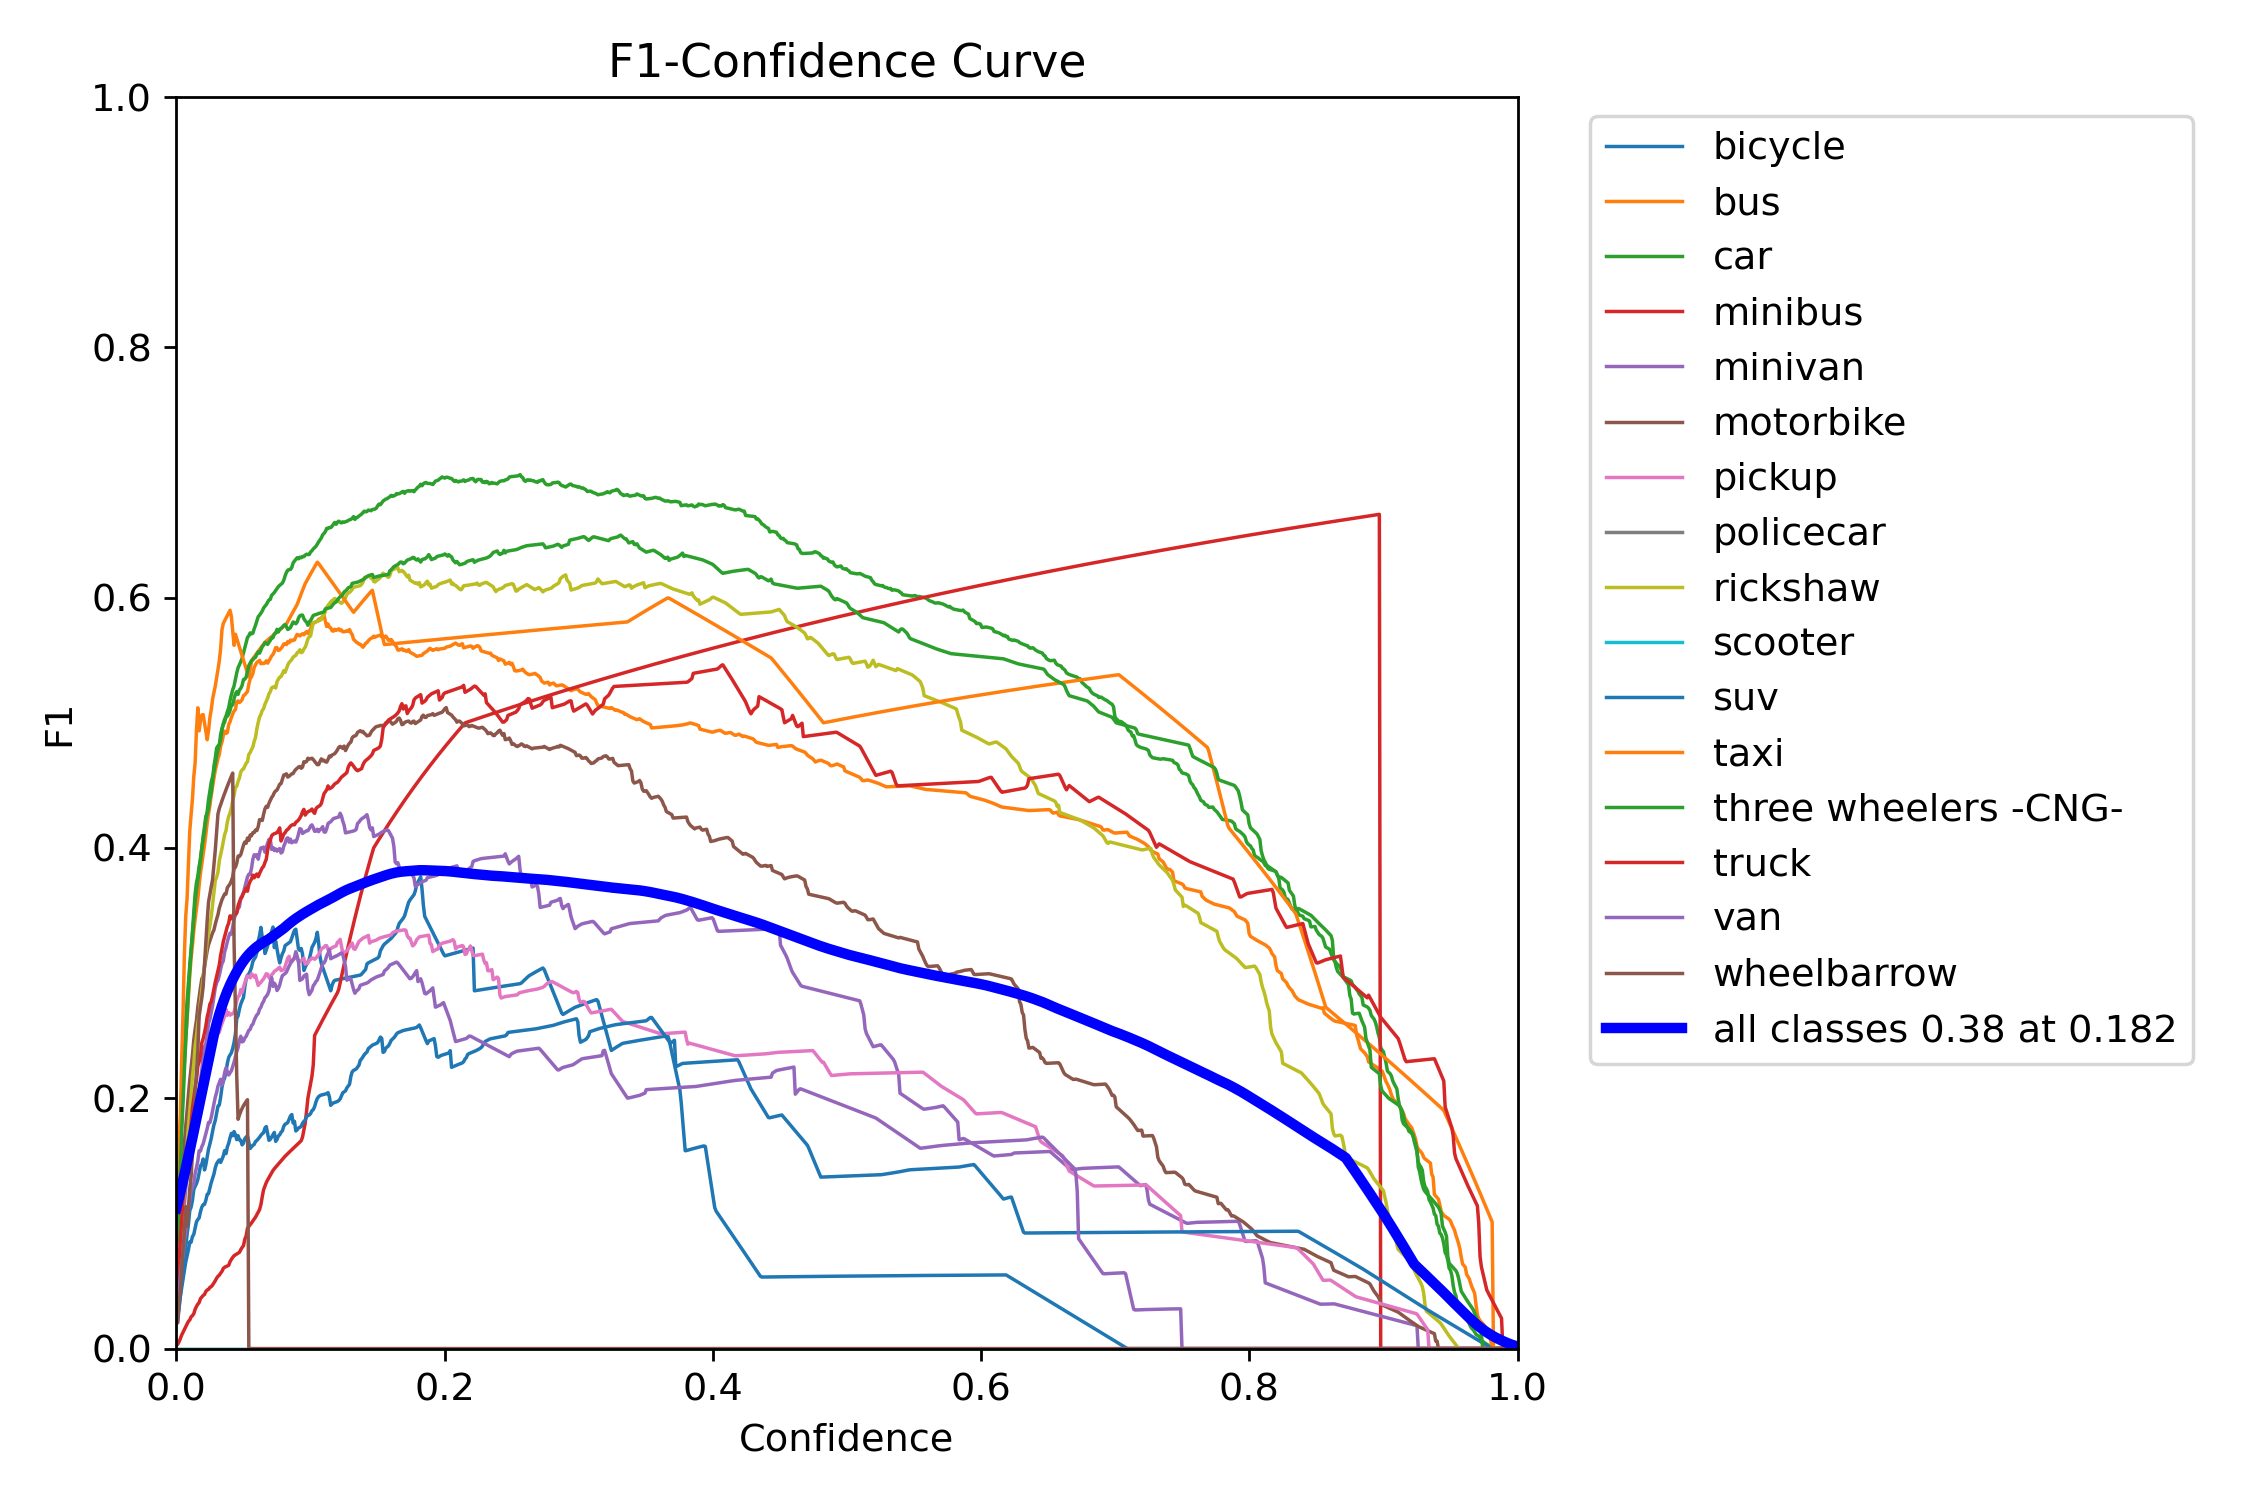 F1-Confidence Curve
1.0
0.8
0.6
0.4
0.2
0.0
F1
0.0 0.2 0.4 0.6 0.8 1.0
Confidence
bicycle
bus
car
minibus
minivan
motorbike
pickup
policecar
rickshaw
scooter
suv
taxi
three wheelers -CNG-
truck
van
wheelbarrow
all classes 0.38 at 0.182